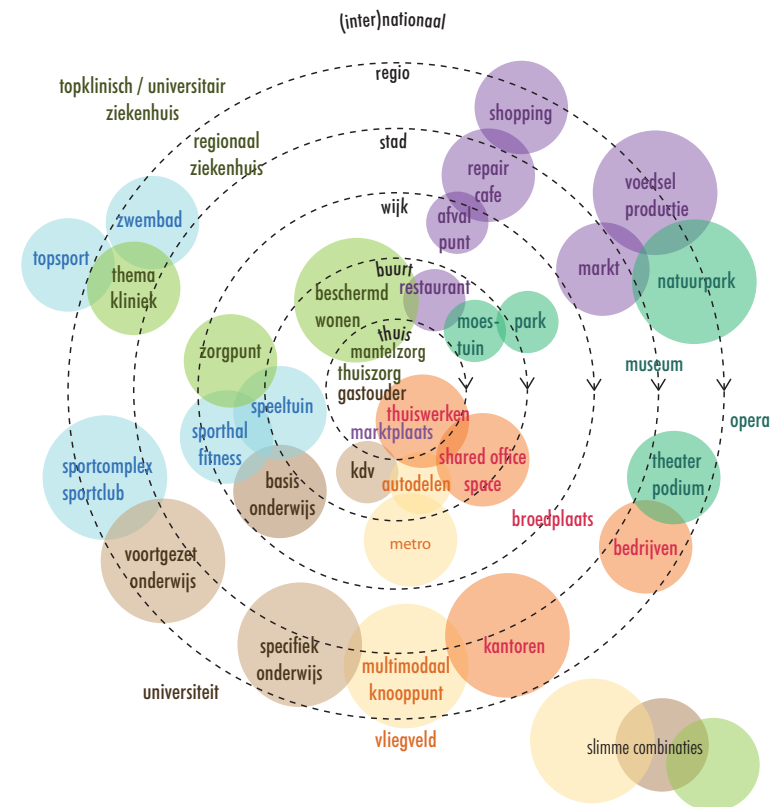 (inter)nationaal
regio
topklinisch / universitair
ziekenhuis
shopping
regionaal
ziekenhuis
stad
repair
cafe
voedsel
productie
wijk
afval
punt
zwembad
topsport
thema
kliniek
buurt
markt
natuurpark
beschermd
wonen
restaurant
moes-
tuin
park
thuis
mantelzorg
zorgpunt
thuiszorg
gastouder
museum
speeltuin
thuiswerken
opera
sporthal
fitness
marktplaats
kdv
shared office
space
sportcomplex
sportclub
theater
podium
basis
onderwijs
autodelen
broedplaats
metro
bedrijven
voortgezet
onderwijs
specifiek
onderwijs
kantoren
multimodaal
knooppunt
universiteit
vliegveld
slimme combinaties